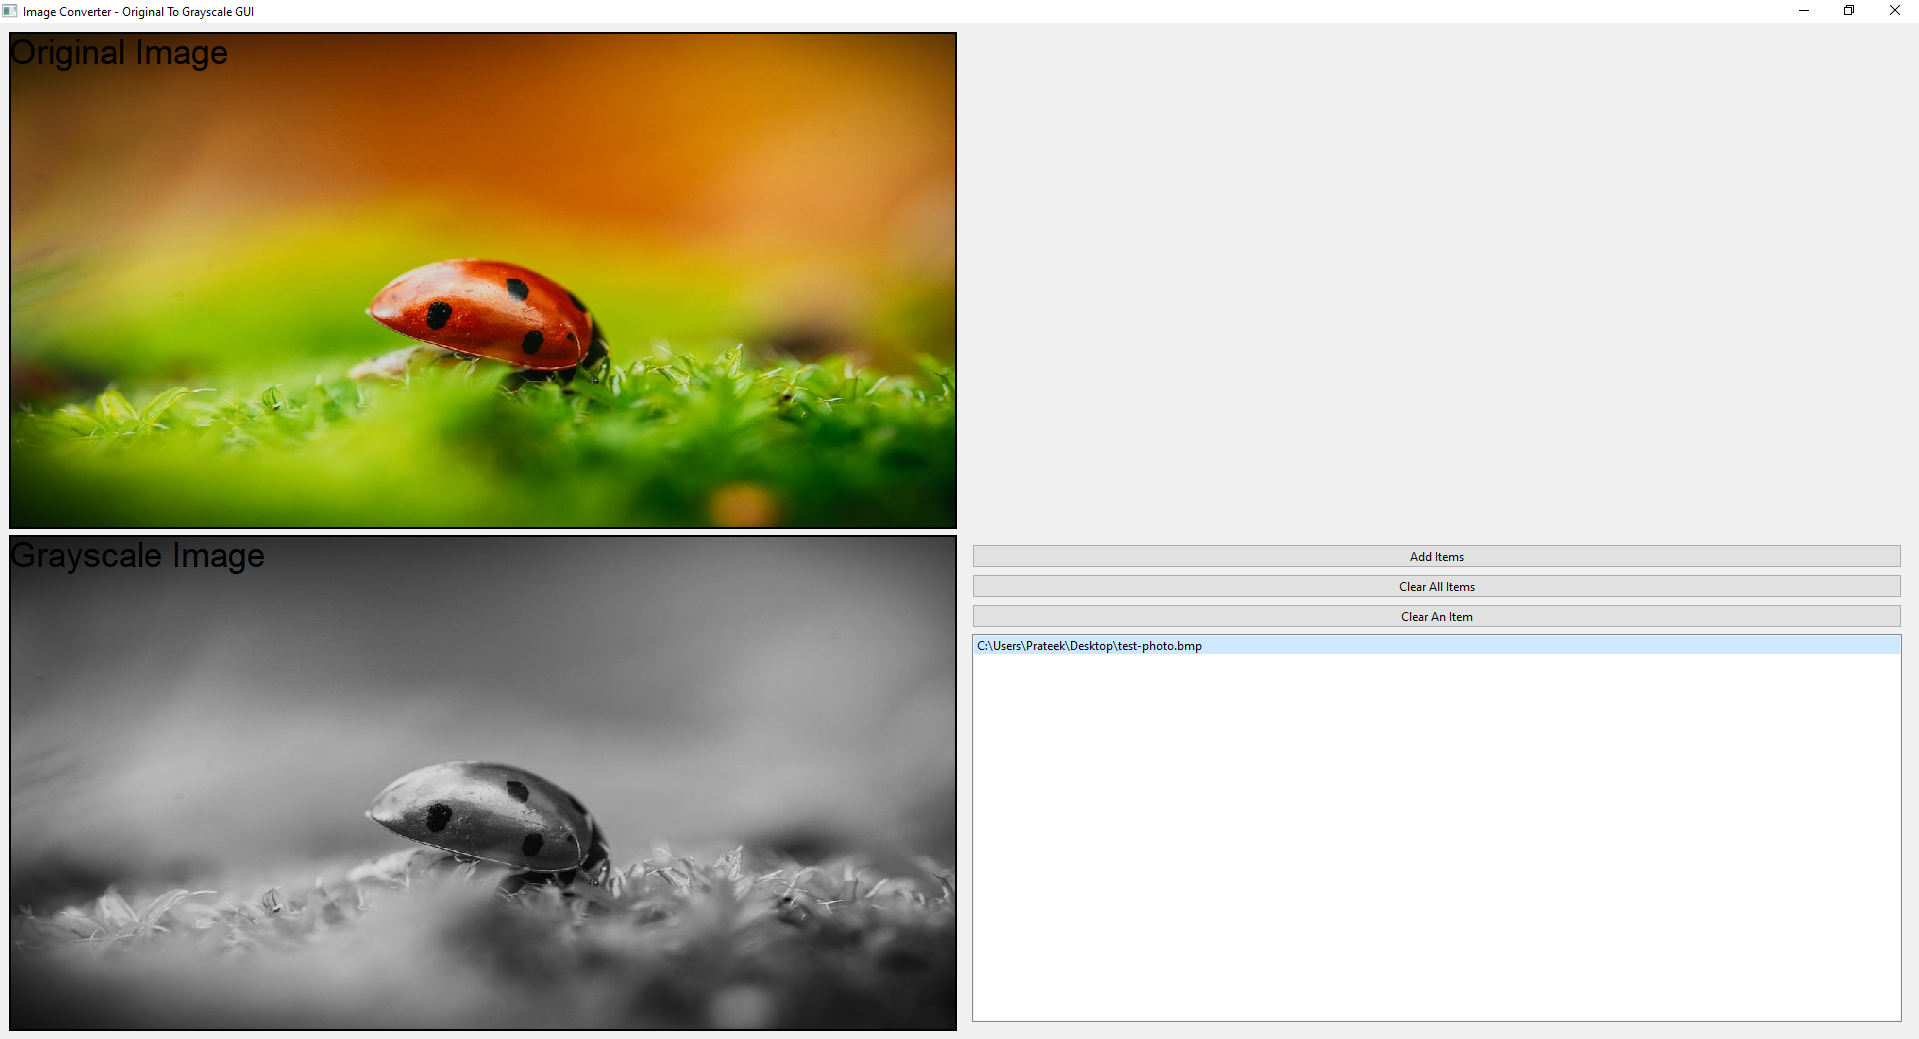 Image Converter - Original To Grayscale GUI
Original Image
Grayscale Image
Add Items
Clear All Items
Clear An Item
C:\Users\Prateek\Desktop\test-photo.bmp